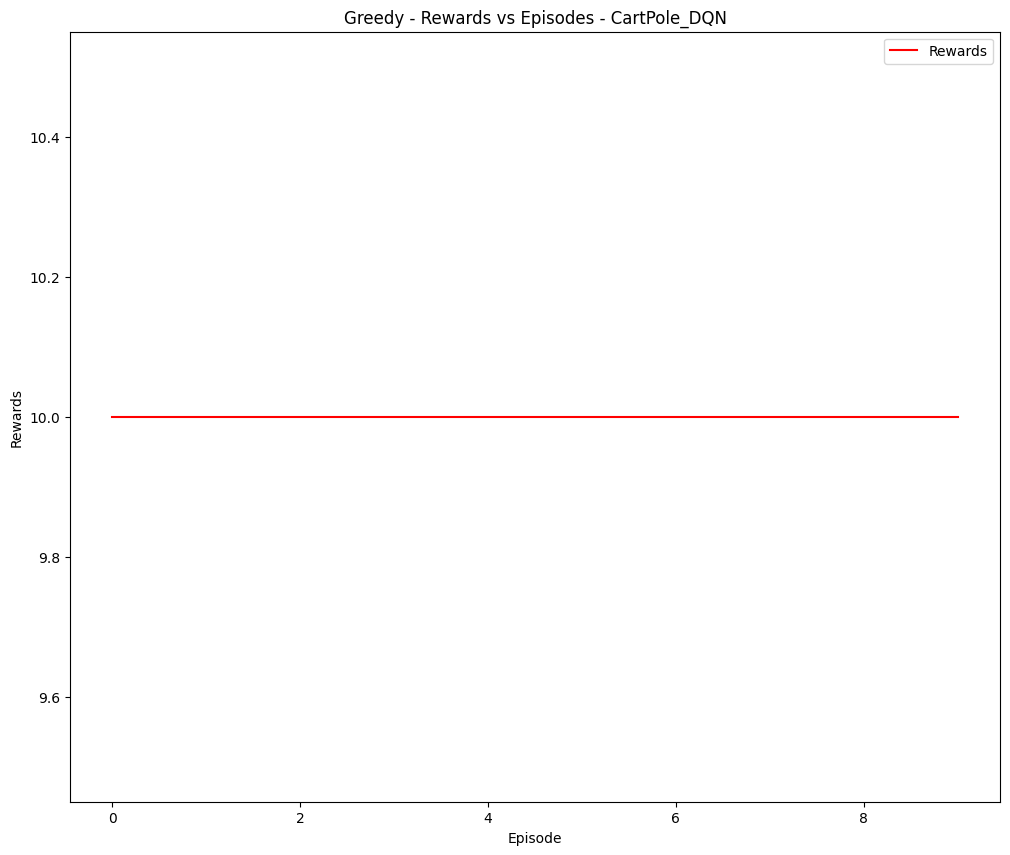 Greedy - Rewards vs Episodes - CartPole_DQN
Rewards
10.4
10.2
10.0
9.8
9.6
Rewards
0 2 4 6 8
Episode